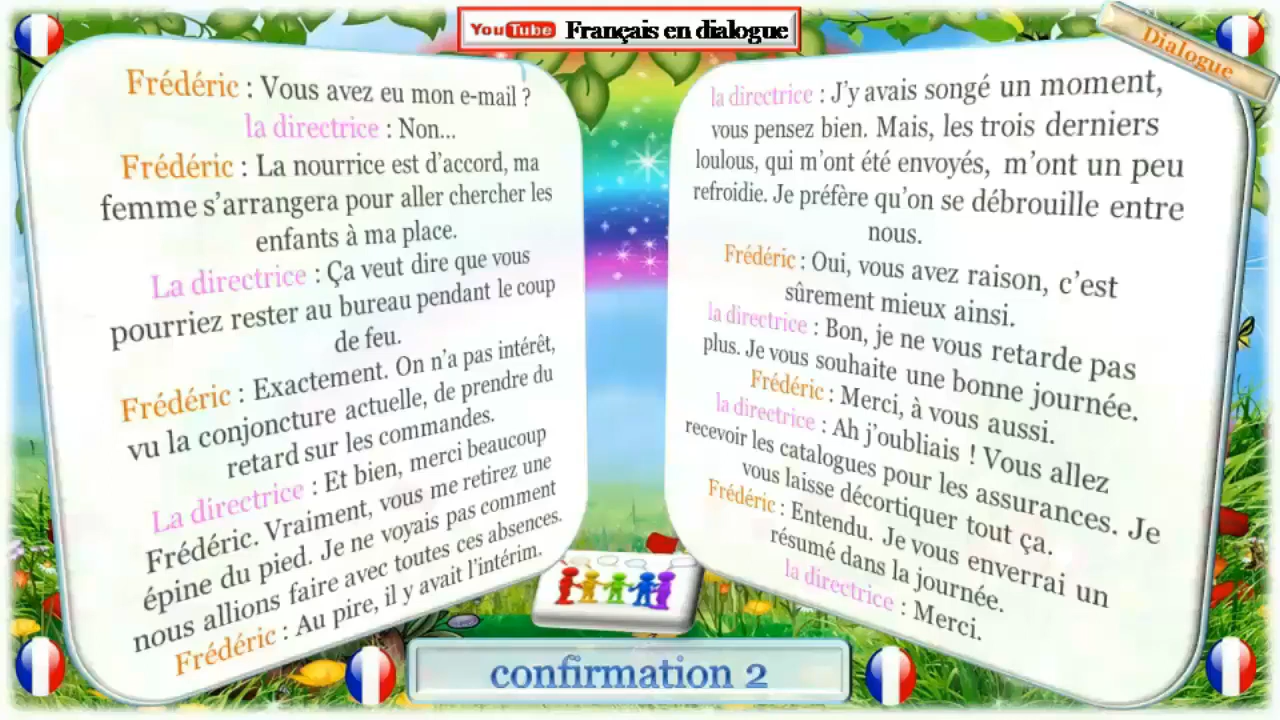 YouTube Français en dialogue
Dialogue
Frédéric : Vous avez eu mon e-mail ?
la directrice : Non...
Frédéric : La nourrice est d’accord, ma
femme s’arrangera pour aller chercher les
enfants à ma place.
La directrice : Ça veut dire que vous
pourriez rester au bureau pendant le coup
de feu.
Frédéric : Exactement. On n’a pas intérêt,
vu la conjoncture actuelle, de prendre du
retard sur les commandes.
La directrice : Et bien, merci beaucoup
Frédéric. Vraiment, vous me retirez une
épine du pied. Je ne voyais pas comment
nous allions faire avec toutes ces absences.
Frédéric : Au pire, il y avait l’intérim.
la directrice : J’y avais songé un moment,
vous pensez bien. Mais, les trois derniers
loulous, qui m’ont été envoyés, m’ont un peu
refroidie. Je préfère qu’on se débrouille entre
nous.
Frédéric : Oui, vous avez raison, c’est
sûrement mieux ainsi.
la directrice : Bon, je ne vous retarde pas
plus. Je vous souhaite une bonne journée.
Frédéric : Merci, à vous aussi.
la directrice : Ah j’oubliais ! Vous allez
recevoir les catalogues pour les assurances. Je
vous laisse décortiquer tout ça.
Frédéric : Entendu. Je vous enverrai un
résumé dans la journée.
la directrice : Merci.
confirmation 2